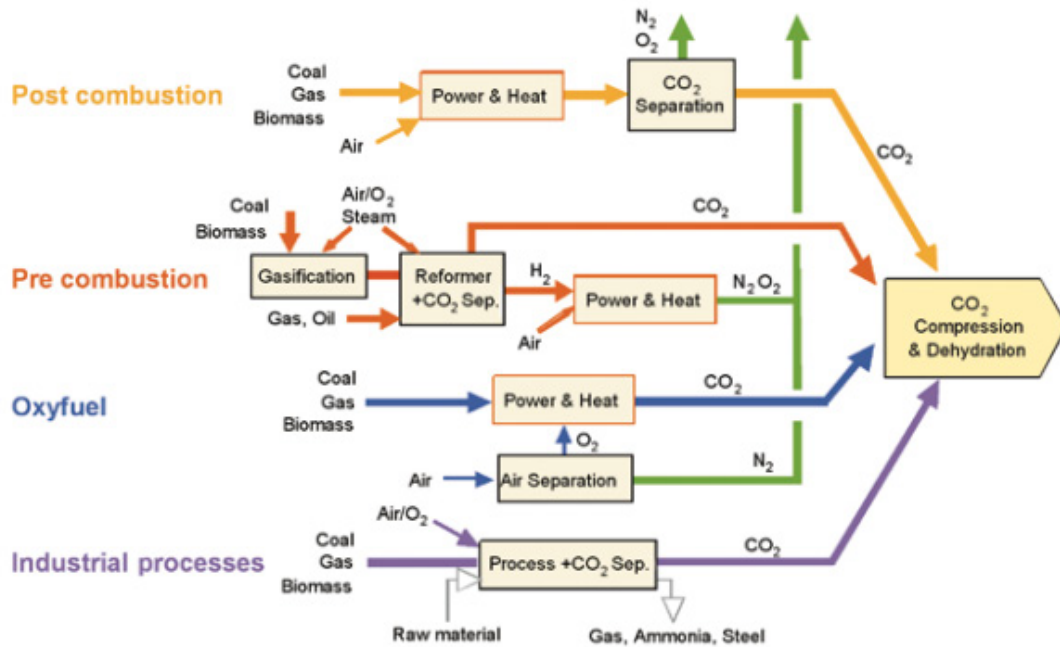 N₂
O₂
Post combustion
Coal
Gas
Biomass
Air
Power & Heat
CO₂
Separation
CO₂
Pre combustion
Coal
Biomass
Air/O₂
Steam
Gasification
Gas, Oil
Reformer
+CO₂ Sep.
CO₂
H₂
Air
Power & Heat
N₂ O₂
CO₂
Compression
& Dehydration
Oxyfuel
Coal
Gas
Biomass
Power & Heat
CO₂
O₂
Air
Air Separation
N₂
Industrial processes
Air/O₂
Coal
Gas
Biomass
Process +CO₂ Sep.
CO₂
Raw material
Gas, Ammonia, Steel